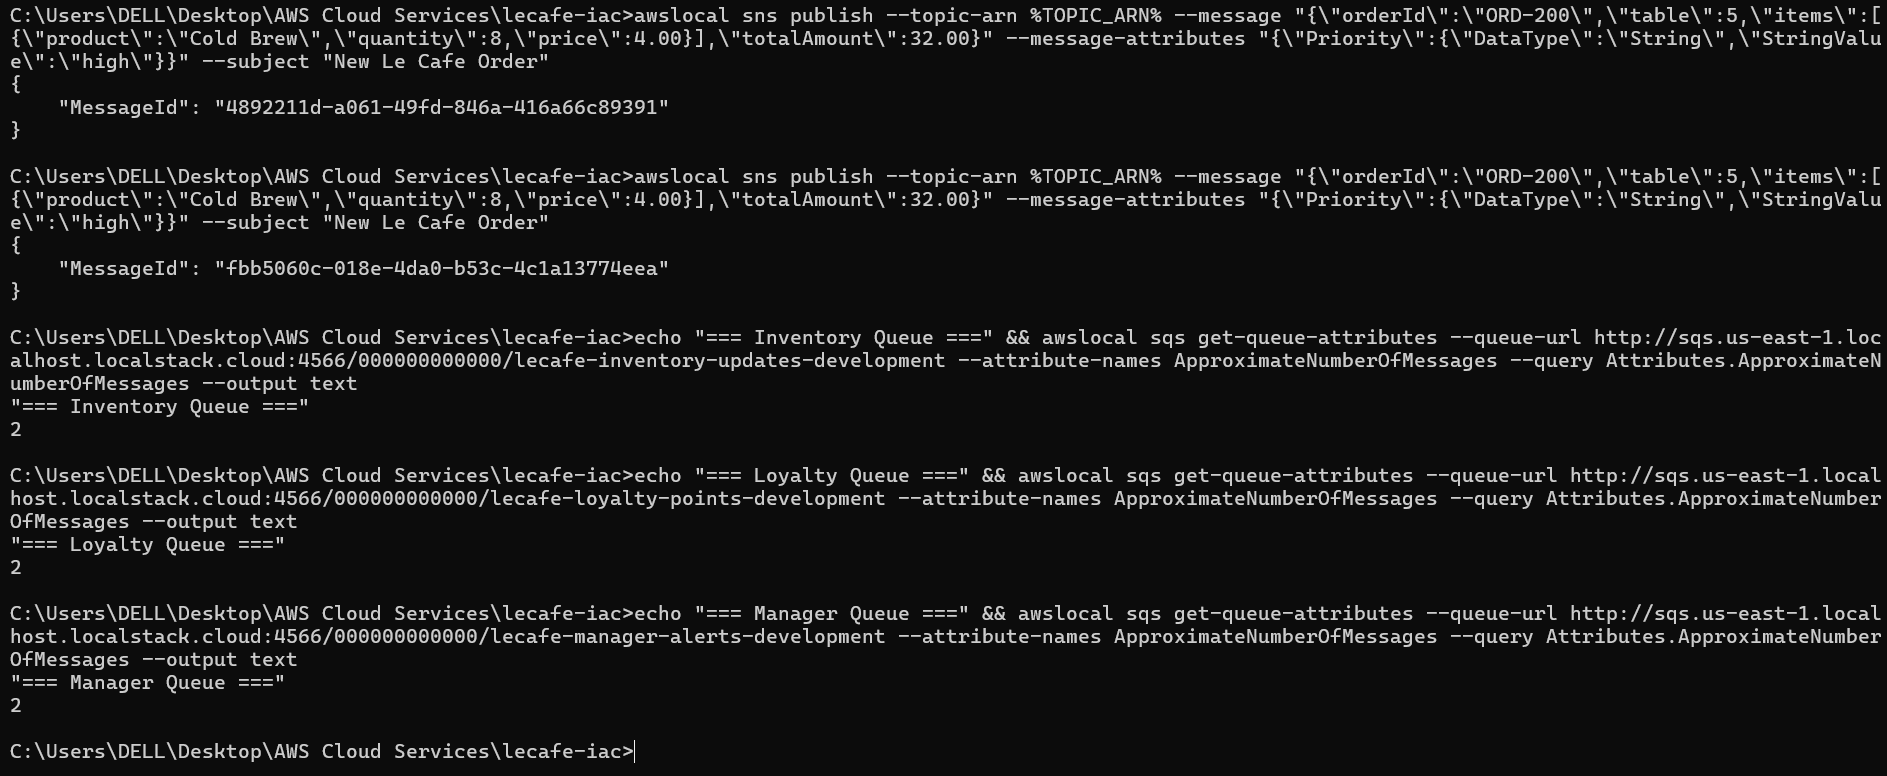 C:\Users\DELL\Desktop\AWS Cloud Services\lecafe-iac>awslocal sns publish --topic-arn %TOPIC_ARN% --message "{\"orderId\":\"ORD-200\",\"table\":5,\"items\":[
{\"product\":\"Cold Brew\",\"quantity\":8,\"price\":4.00}],\"totalAmount\":32.00}" --message-attributes "{\"Priority\":{\"DataType\":\"String\",\"StringValu
e\":\"high\"}}" --subject "New Le Cafe Order"
{
    "MessageId": "4892211d-a061-49fd-846a-416a66c89391"
}

C:\Users\DELL\Desktop\AWS Cloud Services\lecafe-iac>awslocal sns publish --topic-arn %TOPIC_ARN% --message "{\"orderId\":\"ORD-200\",\"table\":5,\"items\":[
{\"product\":\"Cold Brew\",\"quantity\":8,\"price\":4.00}],\"totalAmount\":32.00}" --message-attributes "{\"Priority\":{\"DataType\":\"String\",\"StringValu
e\":\"high\"}}" --subject "New Le Cafe Order"
{
    "MessageId": "fbb5060c-018e-4da0-b53c-4c1a13774eea"
}

C:\Users\DELL\Desktop\AWS Cloud Services\lecafe-iac>echo "=== Inventory Queue ===" && awslocal sqs get-queue-attributes --queue-url http://sqs.us-east-1.loc
alhost.localstack.cloud:4566/000000000000/lecafe-inventory-updates-development --attribute-names ApproximateNumberOfMessages --query Attributes.ApproximateN
umberOfMessages --output text
"=== Inventory Queue ==="
2

C:\Users\DELL\Desktop\AWS Cloud Services\lecafe-iac>echo "=== Loyalty Queue ===" && awslocal sqs get-queue-attributes --queue-url http://sqs.us-east-1.local
host.localstack.cloud:4566/000000000000/lecafe-loyalty-points-development --attribute-names ApproximateNumberOfMessages --query Attributes.ApproximateNumber
OfMessages --output text
"=== Loyalty Queue ==="
2

C:\Users\DELL\Desktop\AWS Cloud Services\lecafe-iac>echo "=== Manager Queue ===" && awslocal sqs get-queue-attributes --queue-url http://sqs.us-east-1.local
host.localstack.cloud:4566/000000000000/lecafe-manager-alerts-development --attribute-names ApproximateNumberOfMessages --query Attributes.ApproximateNumber
OfMessages --output text
"=== Manager Queue ==="
2

C:\Users\DELL\Desktop\AWS Cloud Services\lecafe-iac>